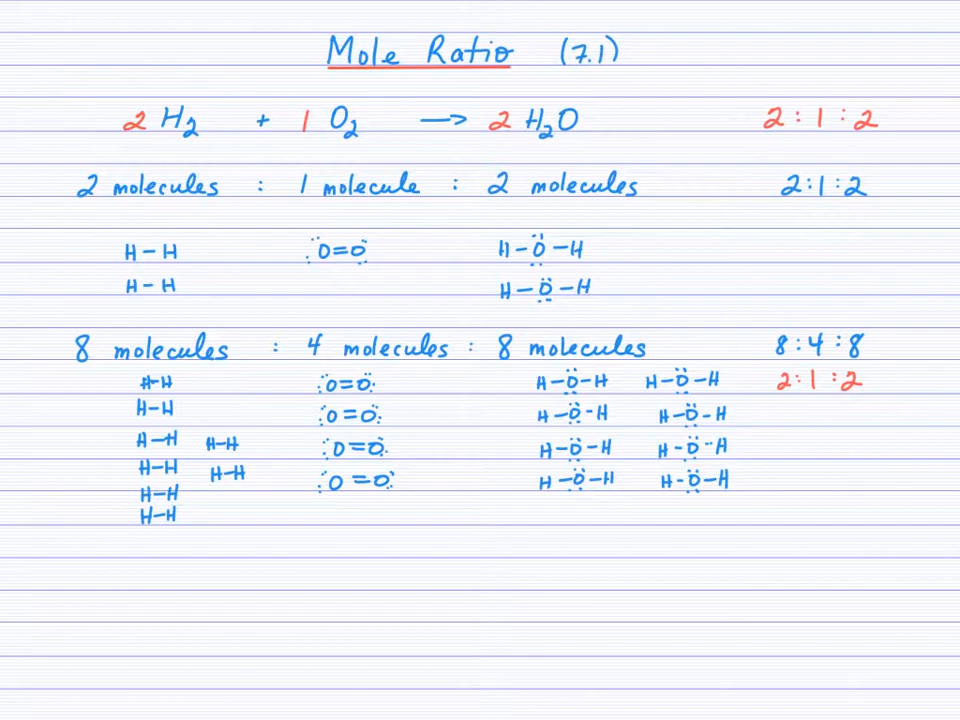 Mole Ratio (7.1)
2 H₂ + 1 O₂ → 2 H₂O 2 : 1 : 2
2 molecules : 1 molecule : 2 molecules 2 : 1 : 2
H-H O=O H-O-H
H-H H-O-H
8 molecules : 4 molecules : 8 molecules 8 : 4 : 8
H-H O=O H-O-H H-O-H 2 : 1 : 2
H-H O=O H-O-H H-O-H
H-H H-H O=O H-O-H H-O-H
H-H H-H O=O H-O-H H-O-H
H-H
H-H